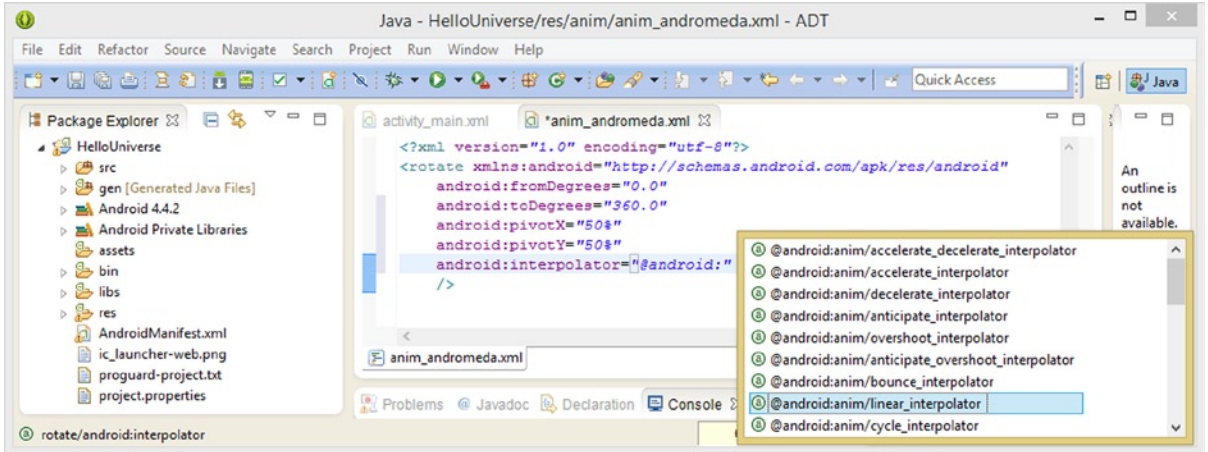 Java - HelloUniverse/res/anim/anim_andromeda.xml - ADT
File Edit Refactor Source Navigate Search Project Run Window Help
Quick Access
Java
Package Explorer
HelloUniverse
src
gen [Generated Java Files]
Android 4.4.2
Android Private Libraries
assets
bin
libs
res
AndroidManifest.xml
ic_launcher-web.png
proguard-project.txt
project.properties
activity_main.xml
*anim_andromeda.xml
<?xml version="1.0" encoding="utf-8"?>
<rotate xmlns:android="http://schemas.android.com/apk/res/android"
android:fromDegrees="0.0"
android:toDegrees="360.0"
android:pivotX="50%"
android:pivotY="50%"
android:interpolator="@android:"
/>
anim_andromeda.xml
An
outline is
not
available.
@android:anim/accelerate_decelerate_interpolator
@android:anim/accelerate_interpolator
@android:anim/decelerate_interpolator
@android:anim/anticipate_interpolator
@android:anim/overshoot_interpolator
@android:anim/anticipate_overshoot_interpolator
@android:anim/bounce_interpolator
@android:anim/linear_interpolator
@android:anim/cycle_interpolator
Problems @ Javadoc Declaration Console
rotate/android:interpolator